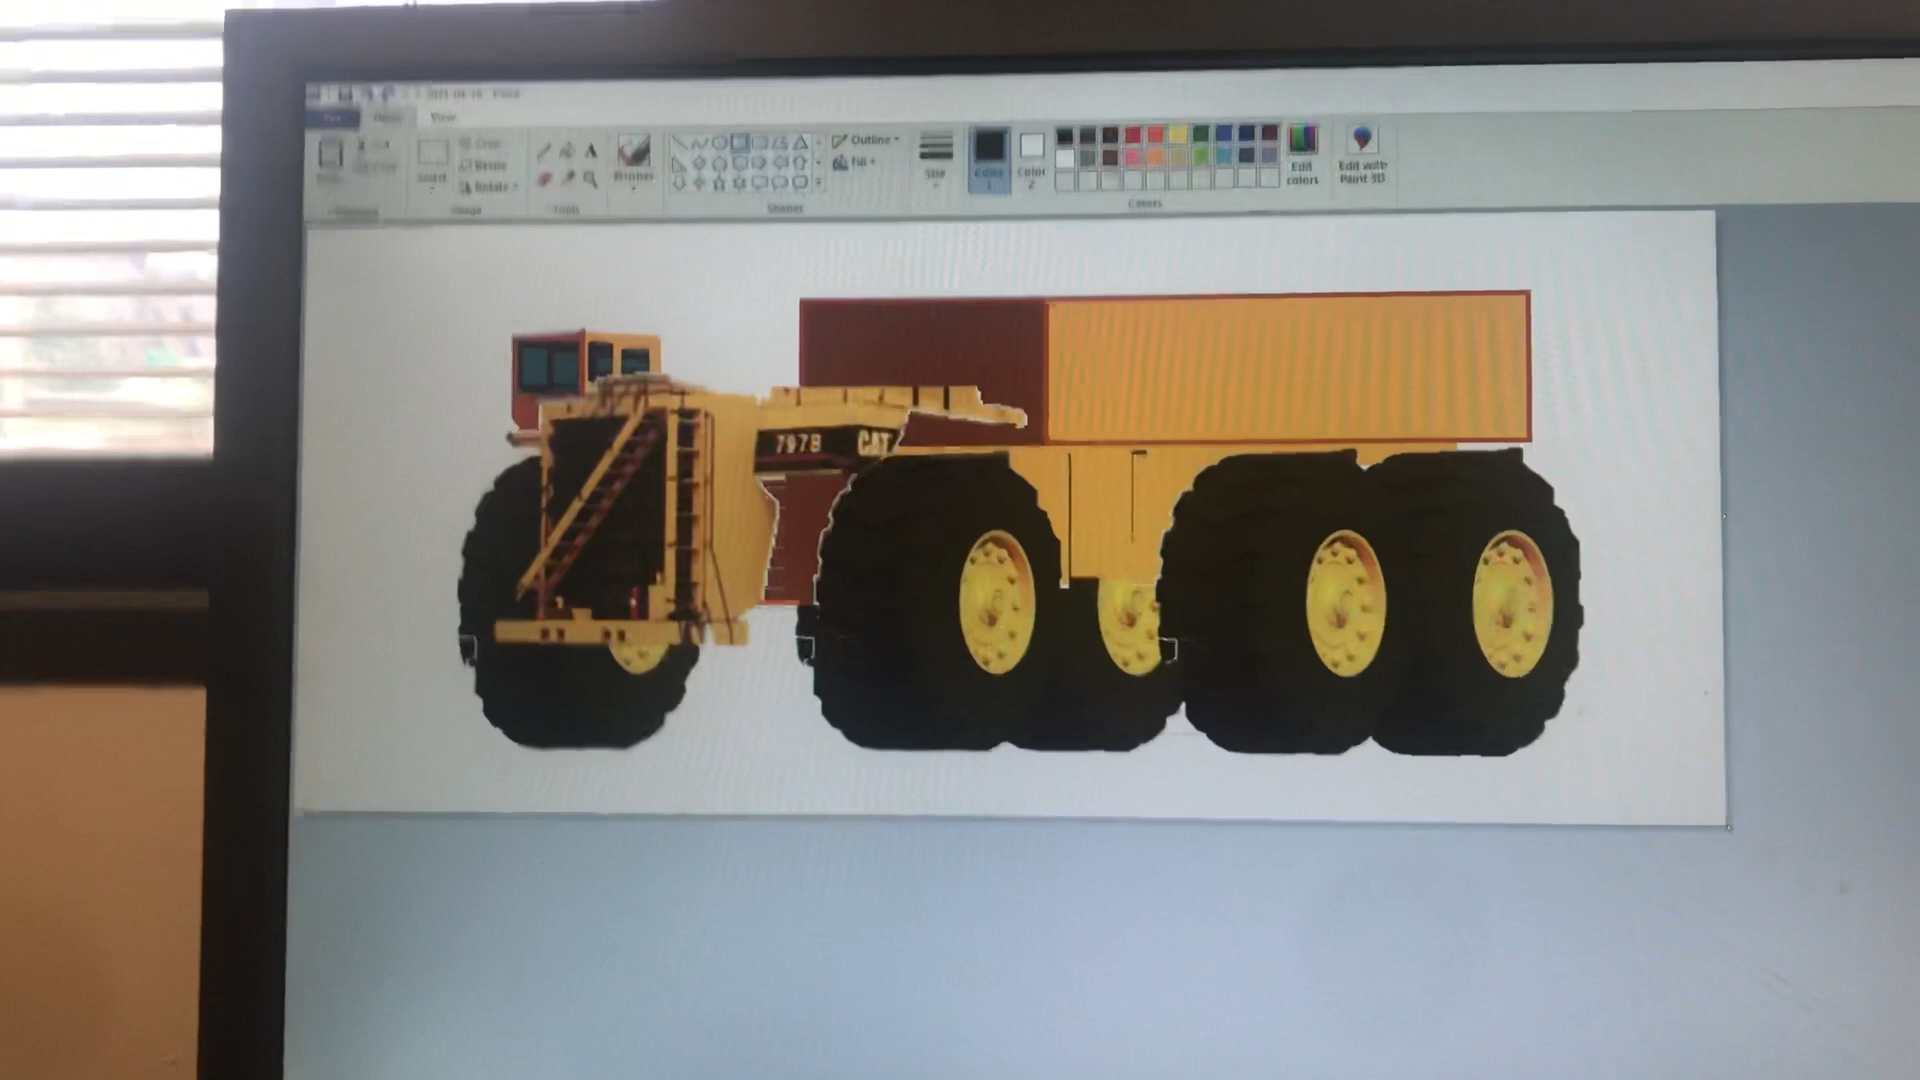 View
Crop
Resize
Rotate
Select
Image
Tools
Brushes
Outline
Fill
Shapes
Size
Color
1
Color
2
Colors
Edit
colors
Edit with
Paint 3D
797B
CAT